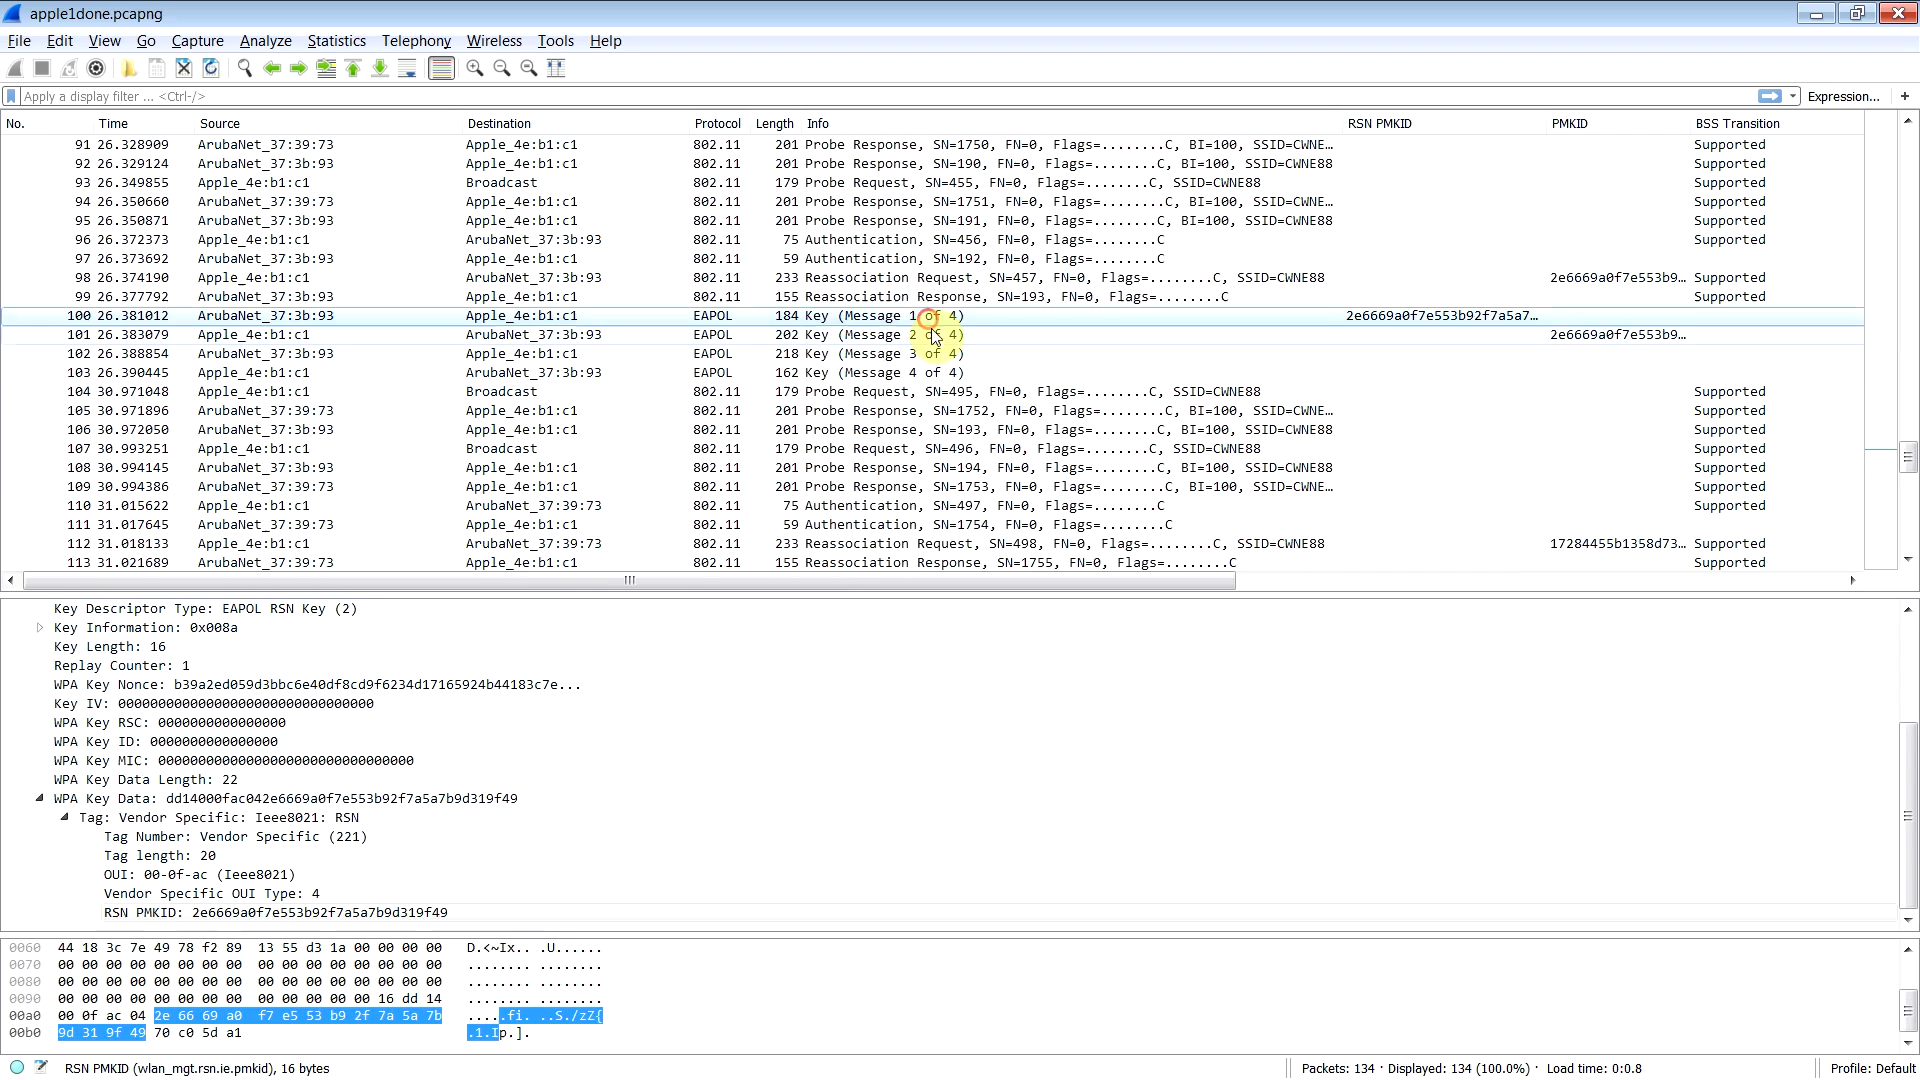 apple1done.pcapng
File Edit View Go Capture Analyze Statistics Telephony Wireless Tools Help
Apply a display filter ... <Ctrl-/> Expression... +
No. Time Source Destination Protocol Length Info RSN PMKID PMKID BSS Transition
91 26.328909 ArubaNet_37:39:73 Apple_4e:b1:c1 802.11 201 Probe Response, SN=1750, FN=0, Flags=........C, BI=100, SSID=CWNE… Supported
92 26.329124 ArubaNet_37:3b:93 Apple_4e:b1:c1 802.11 201 Probe Response, SN=190, FN=0, Flags=........C, BI=100, SSID=CWNE88 Supported
93 26.349855 Apple_4e:b1:c1 Broadcast 802.11 179 Probe Request, SN=455, FN=0, Flags=........C, SSID=CWNE88 Supported
94 26.350660 ArubaNet_37:39:73 Apple_4e:b1:c1 802.11 201 Probe Response, SN=1751, FN=0, Flags=........C, BI=100, SSID=CWNE… Supported
95 26.350871 ArubaNet_37:3b:93 Apple_4e:b1:c1 802.11 201 Probe Response, SN=191, FN=0, Flags=........C, BI=100, SSID=CWNE88 Supported
96 26.372373 Apple_4e:b1:c1 ArubaNet_37:3b:93 802.11 75 Authentication, SN=456, FN=0, Flags=........C Supported
97 26.373692 Apple_4e:b1:c1 ArubaNet_37:3b:93 802.11 59 Authentication, SN=192, FN=0, Flags=........C
98 26.374190 Apple_4e:b1:c1 ArubaNet_37:3b:93 802.11 233 Reassociation Request, SN=457, FN=0, Flags=........C, SSID=CWNE88 2e6669a0f7e553b9… Supported
99 26.377792 ArubaNet_37:3b:93 Apple_4e:b1:c1 802.11 155 Reassociation Response, SN=193, FN=0, Flags=........C Supported
100 26.381012 ArubaNet_37:3b:93 Apple_4e:b1:c1 EAPOL 184 Key (Message 1 of 4) 2e6669a0f7e553b92f7a5a7…
101 26.383079 Apple_4e:b1:c1 ArubaNet_37:3b:93 EAPOL 202 Key (Message 2 of 4) 2e6669a0f7e553b9…
102 26.388854 ArubaNet_37:3b:93 Apple_4e:b1:c1 EAPOL 218 Key (Message 3 of 4)
103 26.390445 Apple_4e:b1:c1 ArubaNet_37:3b:93 EAPOL 162 Key (Message 4 of 4)
104 30.971048 Apple_4e:b1:c1 Broadcast 802.11 179 Probe Request, SN=495, FN=0, Flags=........C, SSID=CWNE88 Supported
105 30.971896 ArubaNet_37:39:73 Apple_4e:b1:c1 802.11 201 Probe Response, SN=1752, FN=0, Flags=........C, BI=100, SSID=CWNE… Supported
106 30.972050 ArubaNet_37:3b:93 Apple_4e:b1:c1 802.11 201 Probe Response, SN=193, FN=0, Flags=........C, BI=100, SSID=CWNE88 Supported
107 30.993251 Apple_4e:b1:c1 Broadcast 802.11 179 Probe Request, SN=496, FN=0, Flags=........C, SSID=CWNE88 Supported
108 30.994145 ArubaNet_37:3b:93 Apple_4e:b1:c1 802.11 201 Probe Response, SN=194, FN=0, Flags=........C, BI=100, SSID=CWNE88 Supported
109 30.994386 ArubaNet_37:39:73 Apple_4e:b1:c1 802.11 201 Probe Response, SN=1753, FN=0, Flags=........C, BI=100, SSID=CWNE… Supported
110 31.015622 Apple_4e:b1:c1 ArubaNet_37:39:73 802.11 75 Authentication, SN=497, FN=0, Flags=........C Supported
111 31.017645 ArubaNet_37:39:73 Apple_4e:b1:c1 802.11 59 Authentication, SN=1754, FN=0, Flags=........C
112 31.018133 Apple_4e:b1:c1 ArubaNet_37:39:73 802.11 233 Reassociation Request, SN=498, FN=0, Flags=........C, SSID=CWNE88 17284455b1358d73… Supported
113 31.021689 ArubaNet_37:39:73 Apple_4e:b1:c1 802.11 155 Reassociation Response, SN=1755, FN=0, Flags=........C Supported
Key Descriptor Type: EAPOL RSN Key (2)
Key Information: 0x008a
Key Length: 16
Replay Counter: 1
WPA Key Nonce: b39a2ed059d3bbc6e40df8cd9f6234d17165924b44183c7e...
Key IV: 00000000000000000000000000000000
WPA Key RSC: 0000000000000000
WPA Key ID: 0000000000000000
WPA Key MIC: 00000000000000000000000000000000
WPA Key Data Length: 22
WPA Key Data: dd14000fac042e6669a0f7e553b92f7a5a7b9d319f49
Tag: Vendor Specific: Ieee8021: RSN
Tag Number: Vendor Specific (221)
Tag length: 20
OUI: 00-0f-ac (Ieee8021)
Vendor Specific OUI Type: 4
RSN PMKID: 2e6669a0f7e553b92f7a5a7b9d319f49
0060 44 18 3c 7e 49 78 f2 89 13 55 d3 1a 00 00 00 00 D.<~Ix.. .U......
0070 00 00 00 00 00 00 00 00 00 00 00 00 00 00 00 00 ........ ........
0080 00 00 00 00 00 00 00 00 00 00 00 00 00 00 00 00 ........ ........
0090 00 00 00 00 00 00 00 00 00 00 00 00 00 16 dd 14 ........ ........
00a0 00 0f ac 04 2e 66 69 a0 f7 e5 53 b9 2f 7a 5a 7b .....fi. ..S./zZ{
00b0 9d 31 9f 49 70 c0 5d a1 .1.Ip.].
RSN PMKID (wlan_mgt.rsn.ie.pmkid), 16 bytes Packets: 134 · Displayed: 134 (100.0%) · Load time: 0:0.8 Profile: Default